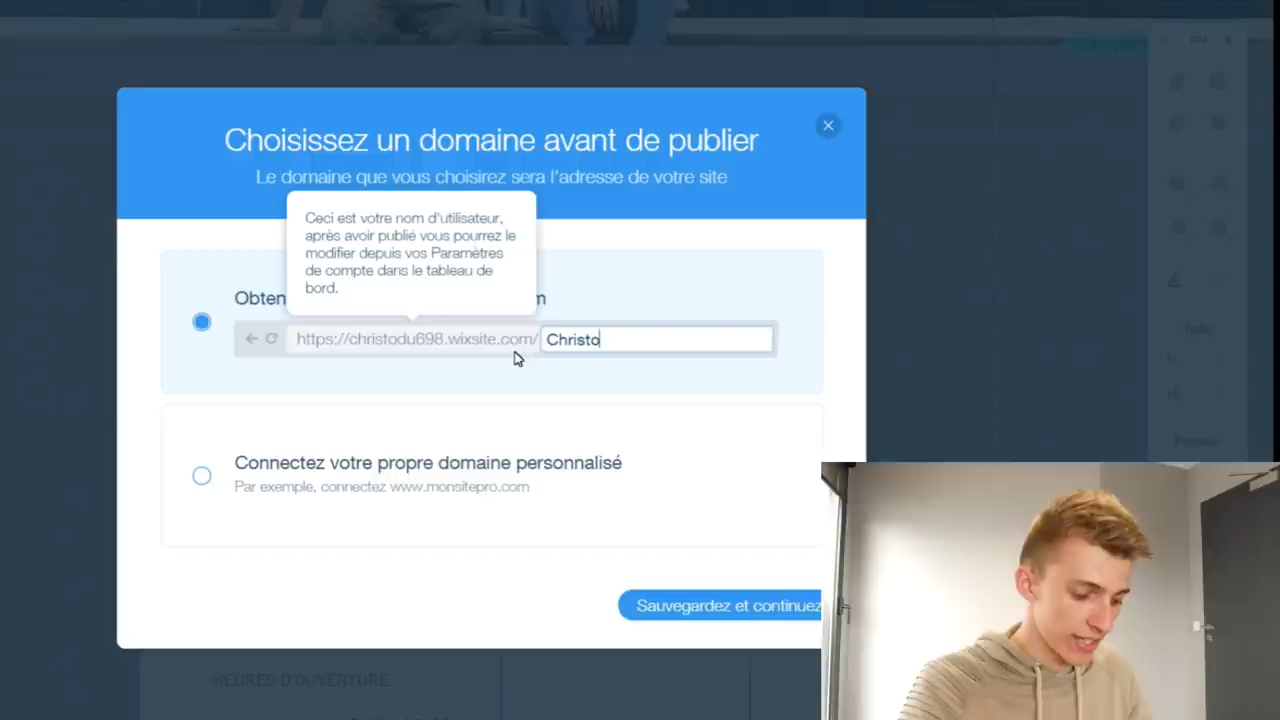 Choisissez un domaine avant de publier
Le domaine que vous choisirez sera l'adresse de votre site
Ceci est votre nom d'utilisateur,
après avoir publié vous pourrez le
modifier depuis vos Paramètres
de compte dans le tableau de
bord.
Obten
m
https://christodu698.wixsite.com/ Christo
Connectez votre propre domaine personnalisé
Par exemple, connectez www.monsitepro.com
Sauvegardez et continuez
HEURES D'OUVERTURE